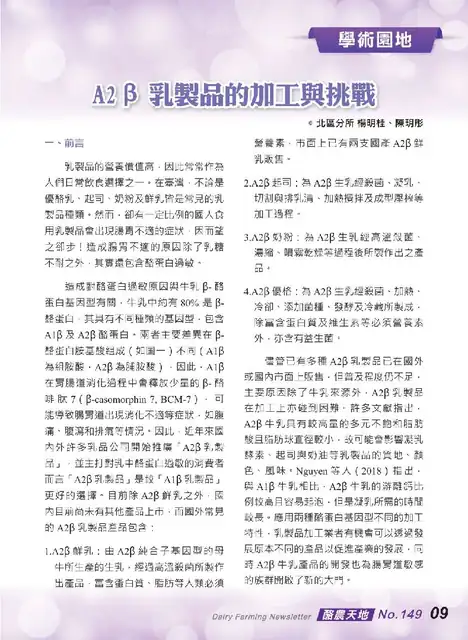 學術園地
A2 β 乳製品的加工與挑戰
北區分所 楊明桂、陳玥彤
一、前言
乳製品的營養價值高，因此常常作為
人們日常飲食選擇之一。在臺灣，不論是
優酪乳、起司、奶粉及鮮乳皆是常見的乳
製品種類。然而，卻有一定比例的國人食
用乳製品會出現腸胃不適的症狀，因而望
之卻步！造成腸胃不適的原因除了乳糖
不耐之外，其實還包含酪蛋白過敏。
造成對酪蛋白過敏原因與牛乳 β- 酪
蛋白基因型有關，牛乳中約有 80% 是 β-
酪蛋白，其具有不同種類的基因型，包含
A1β 及 A2β 酪蛋白。兩者主要差異在 β-
酪蛋白胺基酸組成（如圖一）不同（A1β
為組胺酸，A2β 為脯胺酸），因此，A1β
在胃腸道消化過程中會釋放少量的 β- 酪
啡肽 7（β-casomorphin 7, BCM-7），可
能導致腸胃道出現消化不適等症狀，如腹
痛、腹瀉和排氣等情況。因此，近年來國
內外許多乳品公司開始推廣「A2β 乳製
品」，並主打對乳中酪蛋白過敏的消費者
而言「A2β 乳製品」是較「A1β 乳製品」
更好的選擇。目前除 A2β 鮮乳之外，國
內目前尚未有其他產品上市，而國外常見
的 A2β 乳製品產品包含：
1.A2β 鮮乳：由 A2β 純合子基因型的母
牛所生產的生乳，經過高溫殺菌所製作
出產品，富含蛋白質、脂肪等人類必須
營養素，市面上已有兩支國產 A2β 鮮
乳販售。
2.A2β 起司：為 A2β 生乳經殺菌、凝乳、
切割與排乳清、加熱攪拌及成型壓榨等
加工過程。
3.A2β 奶粉：為 A2β 生乳經高溫殺菌、
濃縮、噴霧乾燥等過程後所製作出之產
品。
4.A2β 優格：為 A2β 生乳經殺菌、加熱、
冷卻、添加菌種、發酵及冷藏所製成，
除富含蛋白質及維生素等必須營養素
外，亦含有益生菌。
儘管已有多種 A2β 乳製品已在國外
或國內市面上販售，但普及程度仍不足，
主要原因除了牛乳來源外，A2β 乳製品
在加工上亦碰到困難。許多文獻指出，
A2β 牛乳具有較高量的多元不飽和脂肪
酸且脂肪球直徑較小，故可能會影響凝乳
酵素、起司與奶油等乳製品的質地、顏
色、風味。Nguyen 等人（2018）指出，
與 A1β 牛乳相比，A2β 牛乳的游離鈣比
例較高且容易起泡，但是凝乳所需的時間
較長。應用兩種酪蛋白基因型不同的加工
特性，乳製品加工業者有機會可以透過發
展原本不同的產品以促進產業的發展，同
時 A2β 牛乳產品的開發也為腸胃道敏感
的族群開啟了新的大門。
Dairy Farming Newsletter 酪農天地 No.149 09